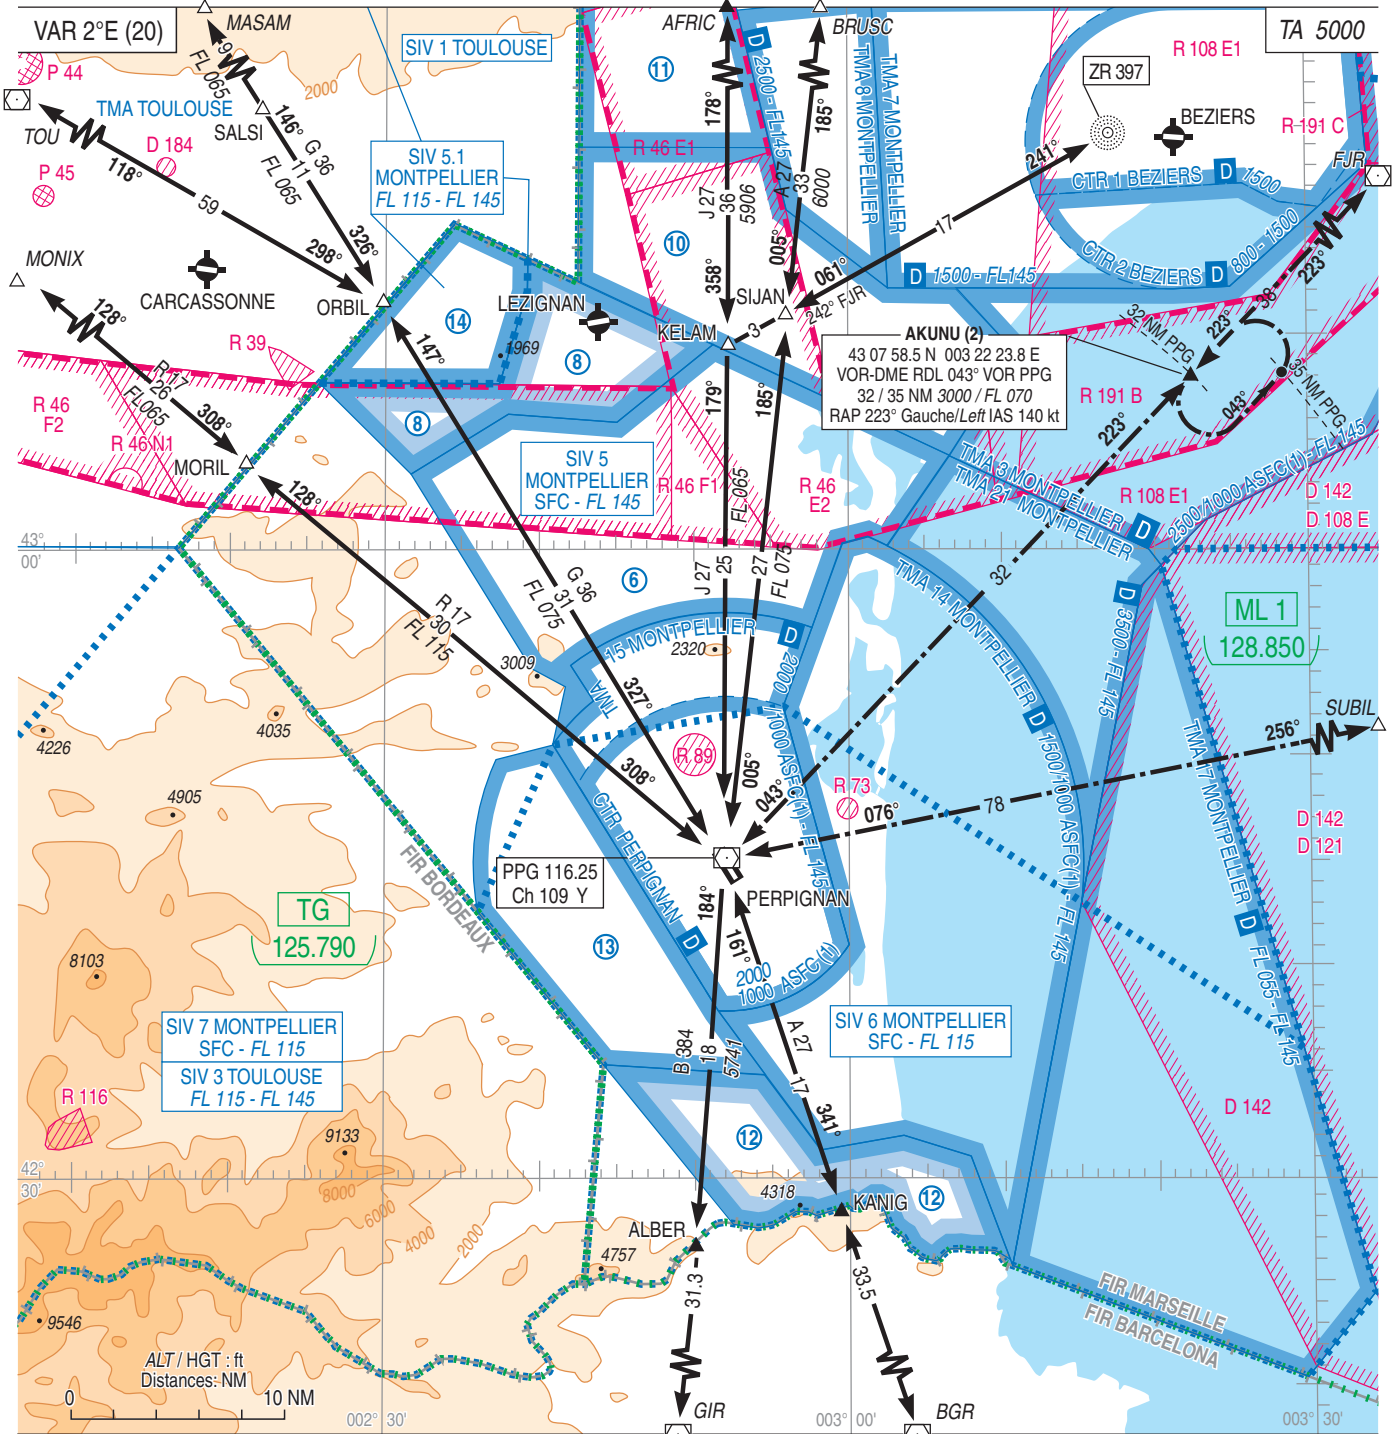 VAR 2°E (20)
MASAM
9
FL 065
SIV 1 TOULOUSE
AFRIC
BRUSC
TA 5000
P 44
2000
11
D
2500 - FL145
TMA 8 MONTPELLIER
TMA 7 MONTPELLIER
ZR 397
R 108 E1
TOU
TMA TOULOUSE
SALSI
146°
G 36
11
FL 065
326°
178°
185°
BEZIERS
R 191 C
P 45
D 184
118°
59
298°
SIV 5.1
MONTPELLIER
FL 115 - FL 145
R 46 E1
J 27
36
5906
358°
A 27
33
6000
005°
241°
17
061°
FJR
CTR 1 BEZIERS D 1500
CTR 2 BEZIERS D 800 - 1500
D 1500 - FL145
MONIX
CARCASSONNE
ORBIL
LEZIGNAN
10
SIJAN
242° FJR
KELAM
3
14
1969
8
128°
R 17
26
FL065
308°
R 39
147°
AKUNU (2)
43 07 58.5 N 003 22 23.8 E
VOR-DME RDL 043° VOR PPG
32 / 35 NM 3000 / FL 070
RAP 223° Gauche/Left IAS 140 kt
32 NM PPG
35 NM PPG
223°
38
223°
043°
223°
R 46
F2
R 46 N1
MORIL
8
SIV 5
MONTPELLIER
SFC - FL 145
R 46 F1
R 46
E2
179°
185°
FL065
R 191 B
TMA 3 MONTPELLIER
TMA 27 MONTPELLIER
D
R 108 E1
D 2500/1000 ASFC(1) - FL 145
D 142
D 108 E
43°
00'
128°
R 17
30
FL 115
308°
G 36
31
FL 075
327°
6
J 27
25
27
FL 075
005°
32
TMA 14 MONTPELLIER D 1500/1000 ASFC(1) - FL 145
D 3500 - FL 145
ML 1
128.850
TMA 15 MONTPELLIER D 2000
/1000 ASFC(1) - FL 145
2320
3009
4226
4035
R 89
043°
R 73
076°
78
256°
SUBIL
TMA 17 MONTPELLIER D FL 055 - FL 145
4905
FIR BORDEAUX
PPG 116.25
Ch 109 Y
CTR PERPIGNAN D
2000
1000 ASFC (1)
PERPIGNAN
D 142
D 121
TG
125.790
13
184°
161°
8103
SIV 7 MONTPELLIER
SFC - FL 115
SIV 3 TOULOUSE
FL 115 - FL 145
B 384
18
5741
A 27
17
341°
SIV 6 MONTPELLIER
SFC - FL 115
R 116
9133
12
D 142
42°
30'
8000
6000
4000
2000
4318
KANIG
12
ALBER
4757
9546
31.3
33.5
FIR MARSEILLE
FIR BARCELONA
ALT / HGT : ft
Distances: NM
0
10 NM
002° 30'
GIR
003° 00'
BGR
003° 30'